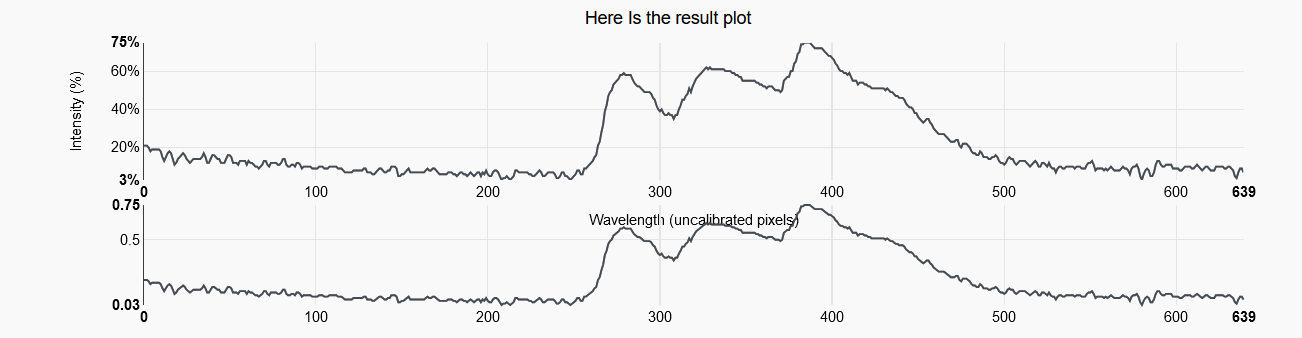 Here Is the result plot
75%
60%
Intensity (%)
40%
20%
3%
0 100 200 300 400 500 600 639
0.75
Wavelength (uncalibrated pixels)
0.5
0.03
0 100 200 300 400 500 600 639